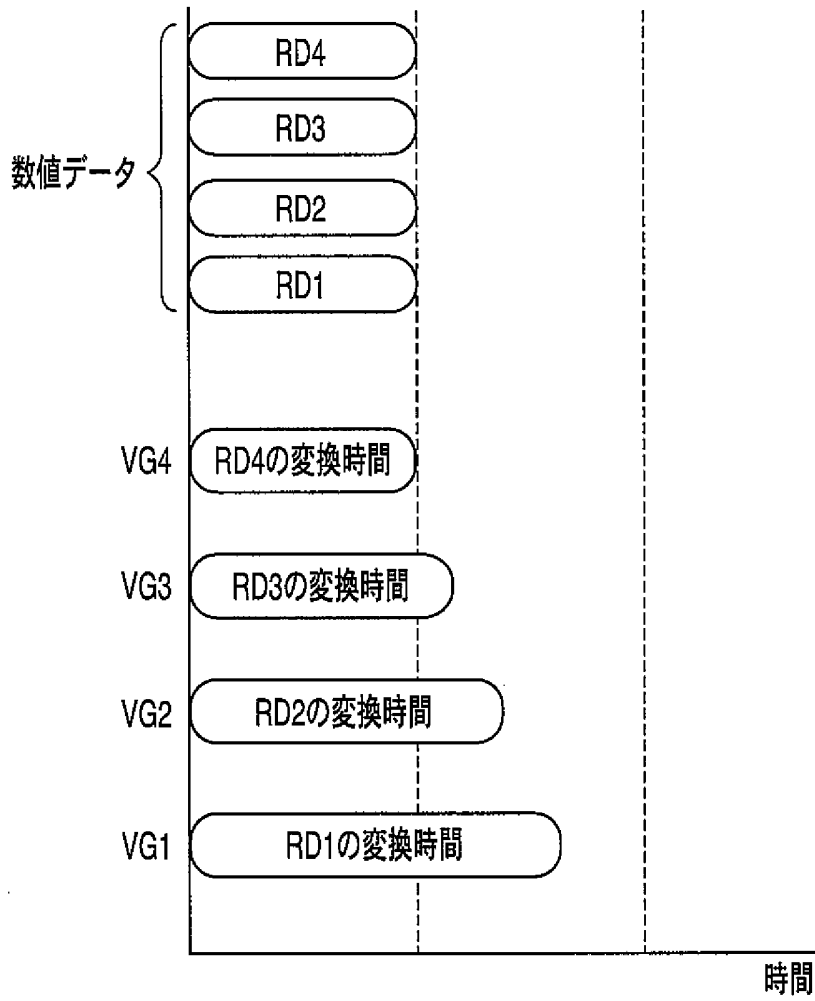 RD4
RD3
数値データ
RD2
RD1
VG4
RD4の変換時間
VG3
RD3の変換時間
VG2
RD2の変換時間
VG1
RD1の変換時間
時間